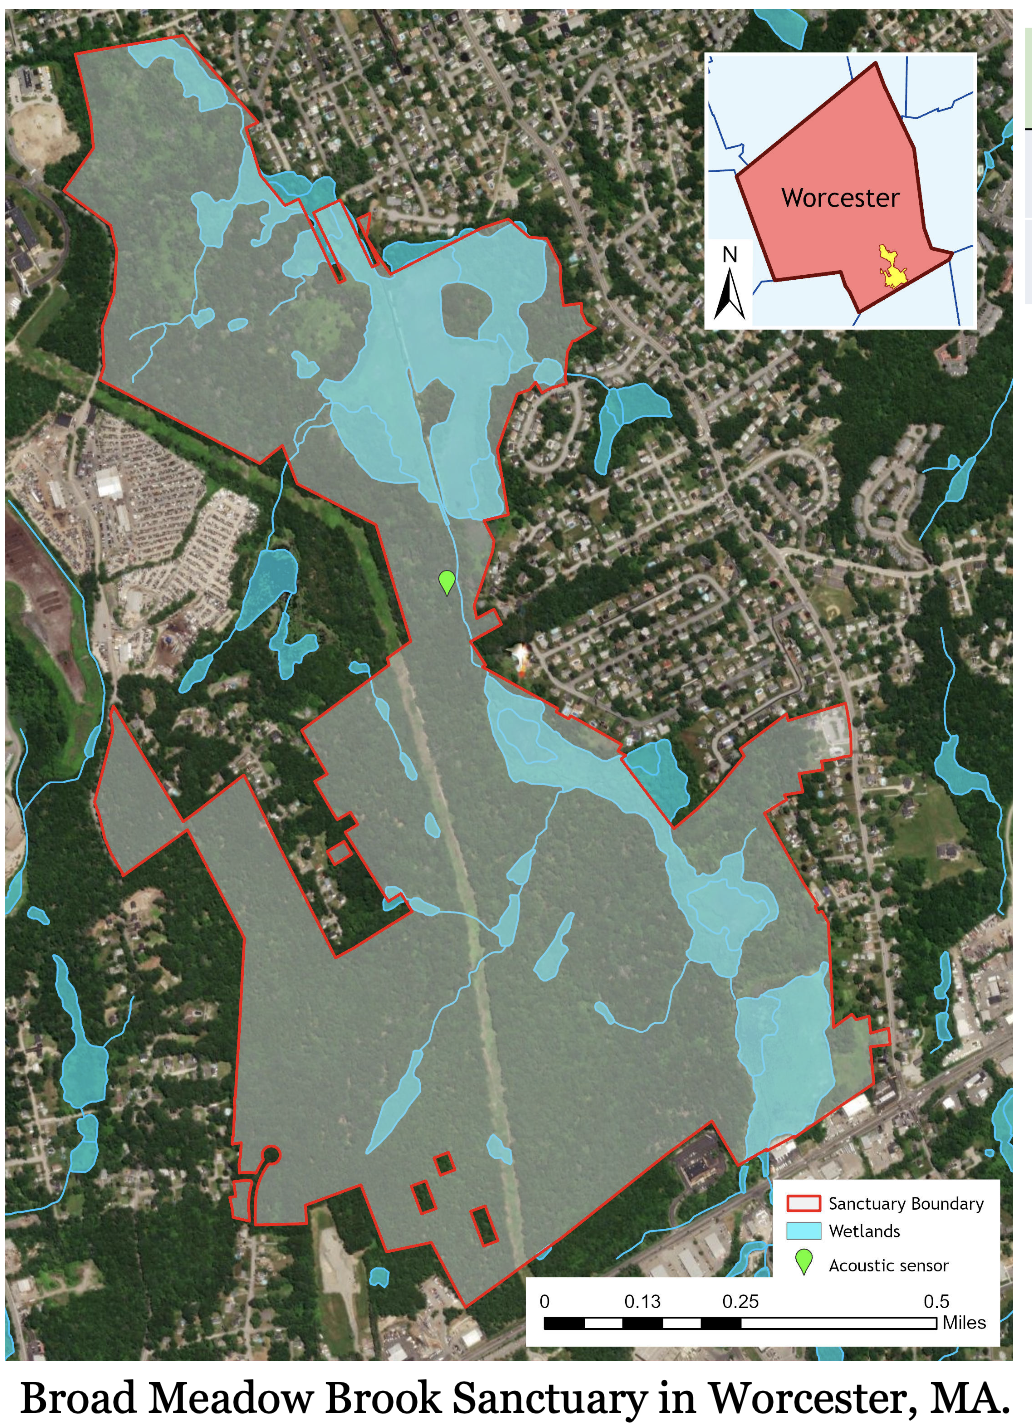 Worcester
N
Sanctuary Boundary
Wetlands
Acoustic sensor
0 0.13 0.25 0.5
Miles
Broad Meadow Brook Sanctuary in Worcester, MA.